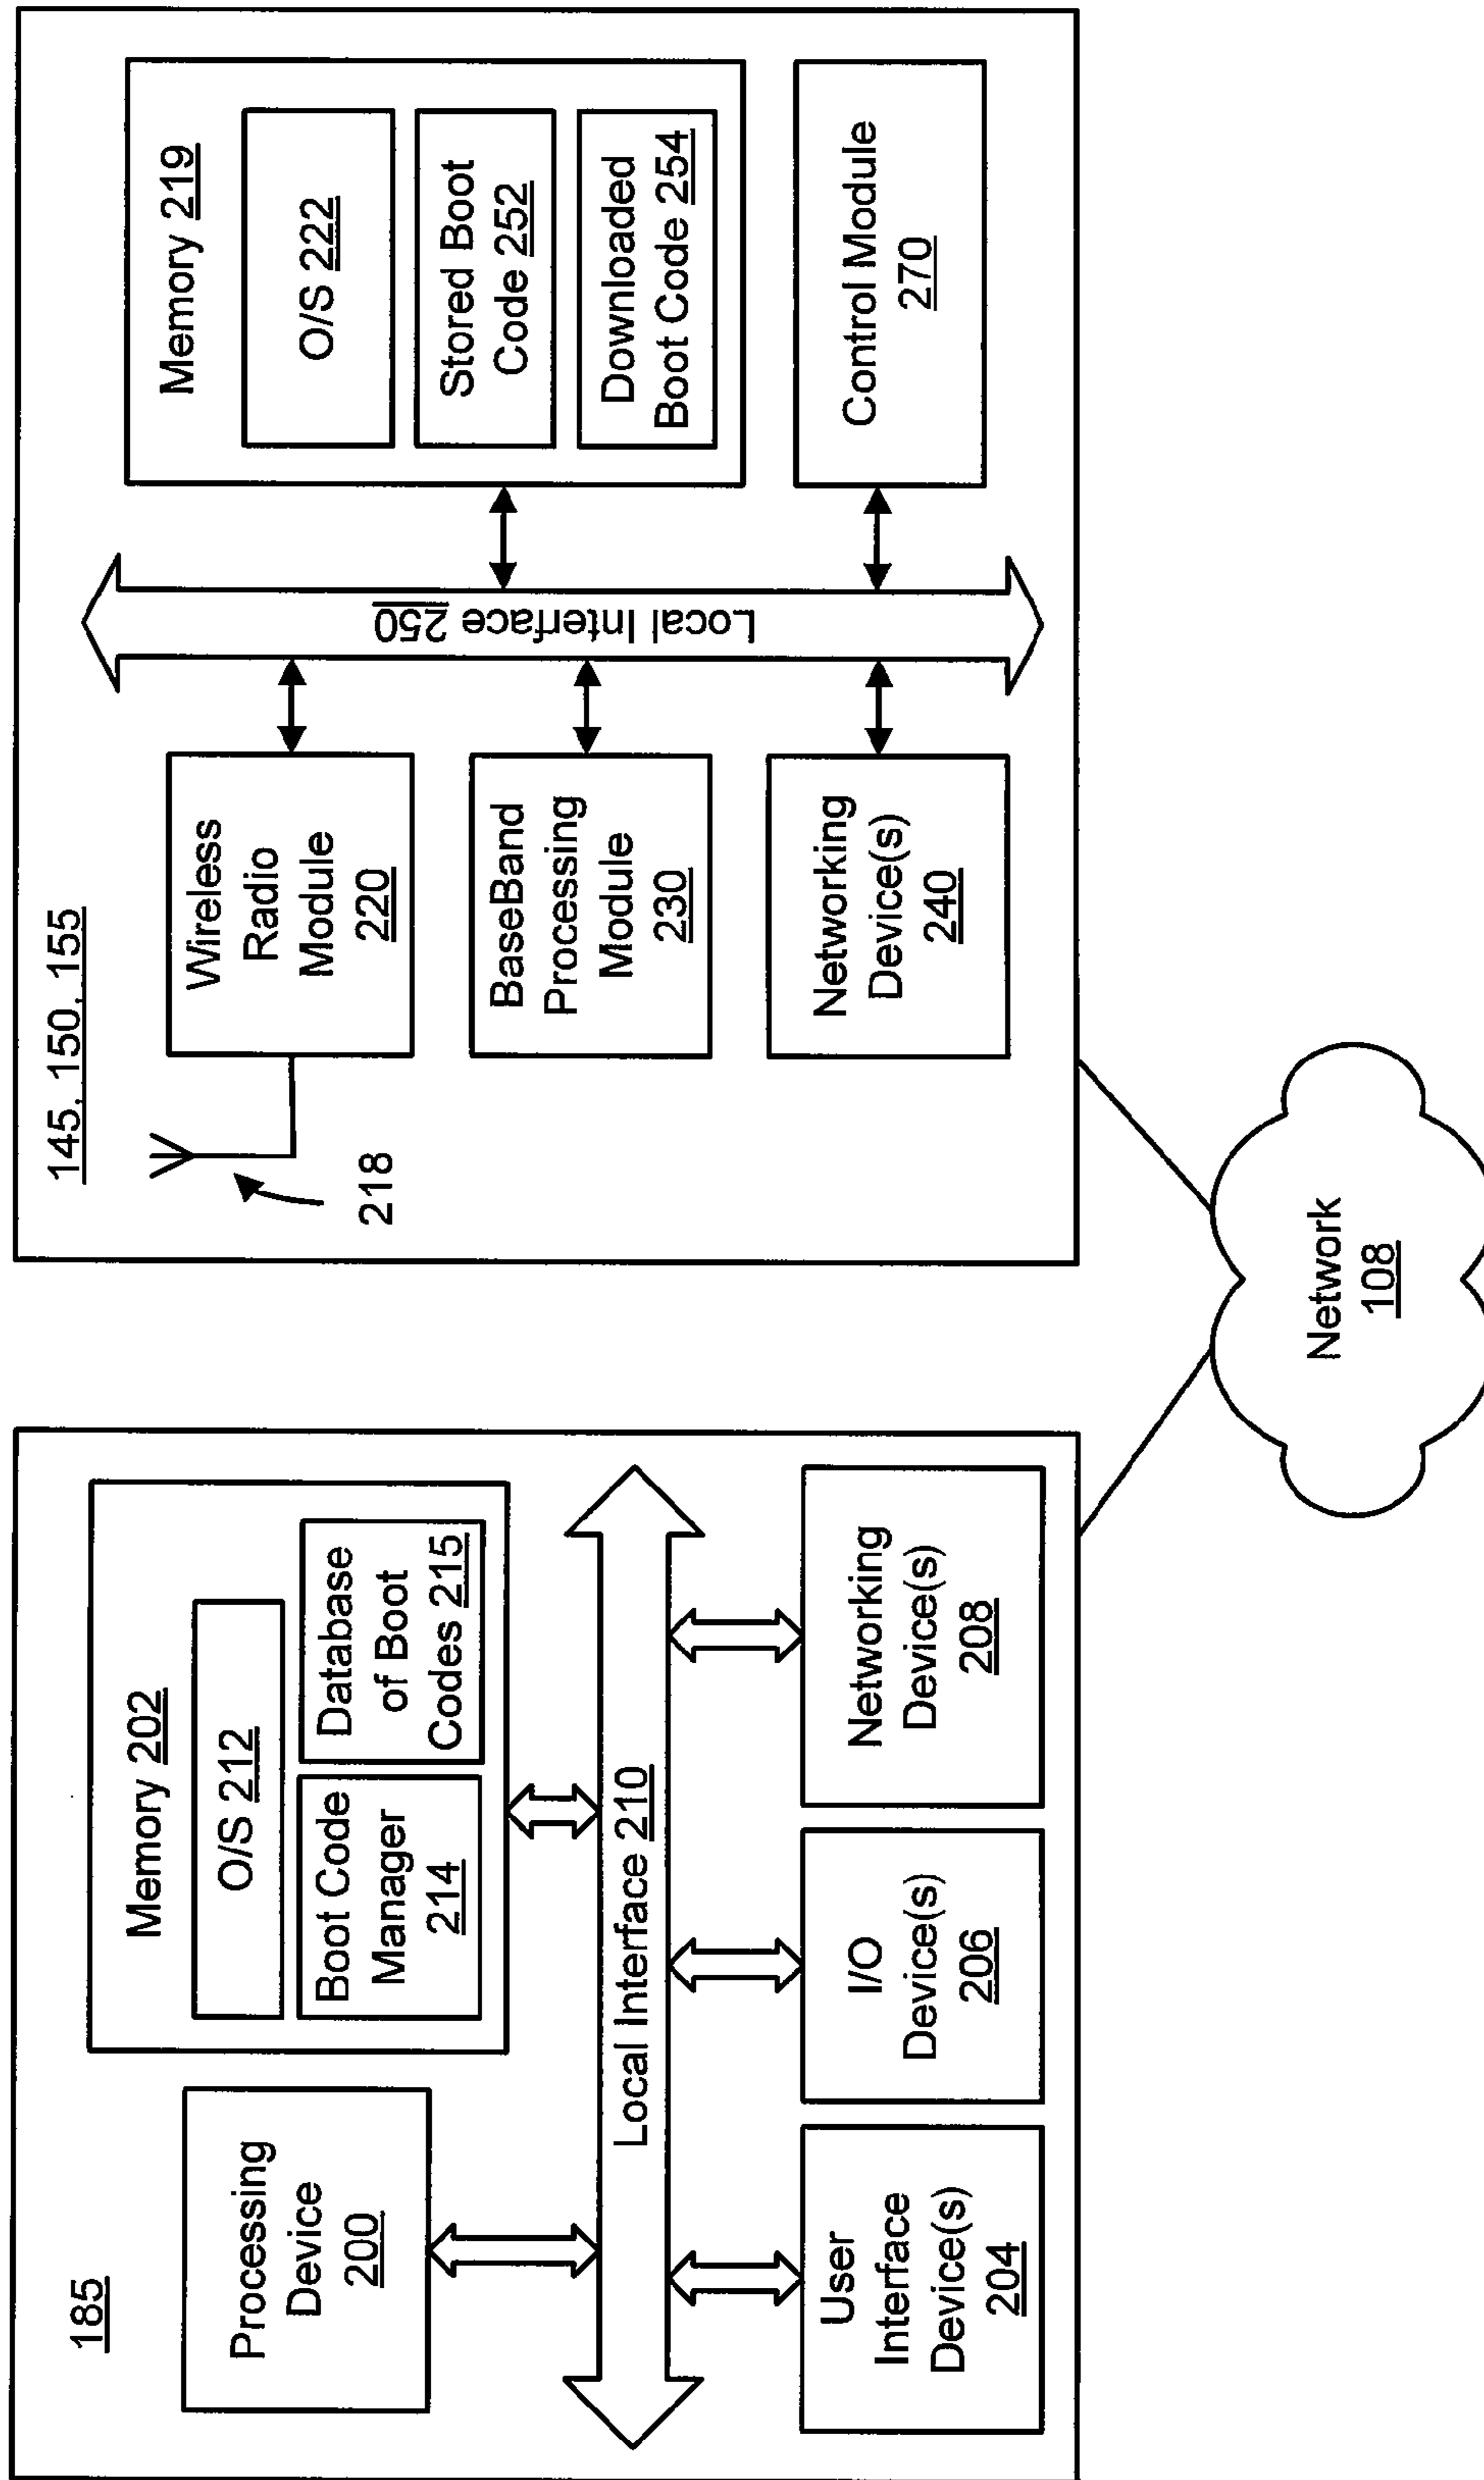 185
Processing
Device
200
Memory 202
O/S 212
Boot Code
Manager
214
Database
of Boot
Codes 215
Local Interface 210
User
Interface
Device(s)
204
I/O
Device(s)
206
Networking
Device(s)
208
145, 150, 155
218
Wireless
Radio
Module
220
BaseBand
Processing
Module
230
Networking
Device(s)
240
Local Interface 250
Memory 219
O/S 222
Stored Boot
Code 252
Downloaded
Boot Code 254
Control Module
270
Network
108